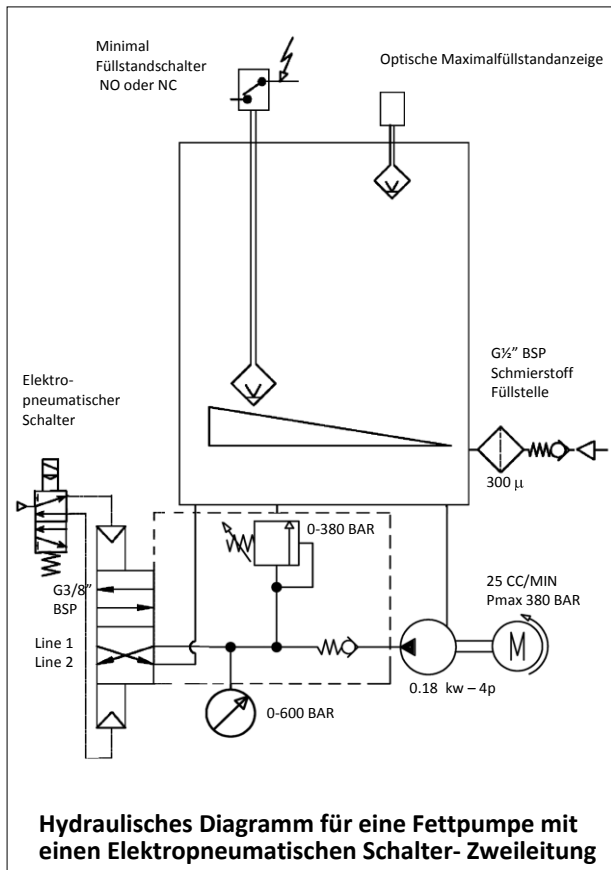 Minimal
Füllstandschalter
NO oder NC
Optische Maximalfüllstandanzeige
G½” BSP
Schmierstoff
Füllstelle
Elektro-
pneumatischer
Schalter
300 µ
0-380 BAR
G3/8”
BSP
25 CC/MIN
Pmax 380 BAR
Line 1
Line 2
M
0.18 kw – 4p
0-600 BAR
Hydraulisches Diagramm für eine Fettpumpe mit
einen Elektropneumatischen Schalter- Zweileitung